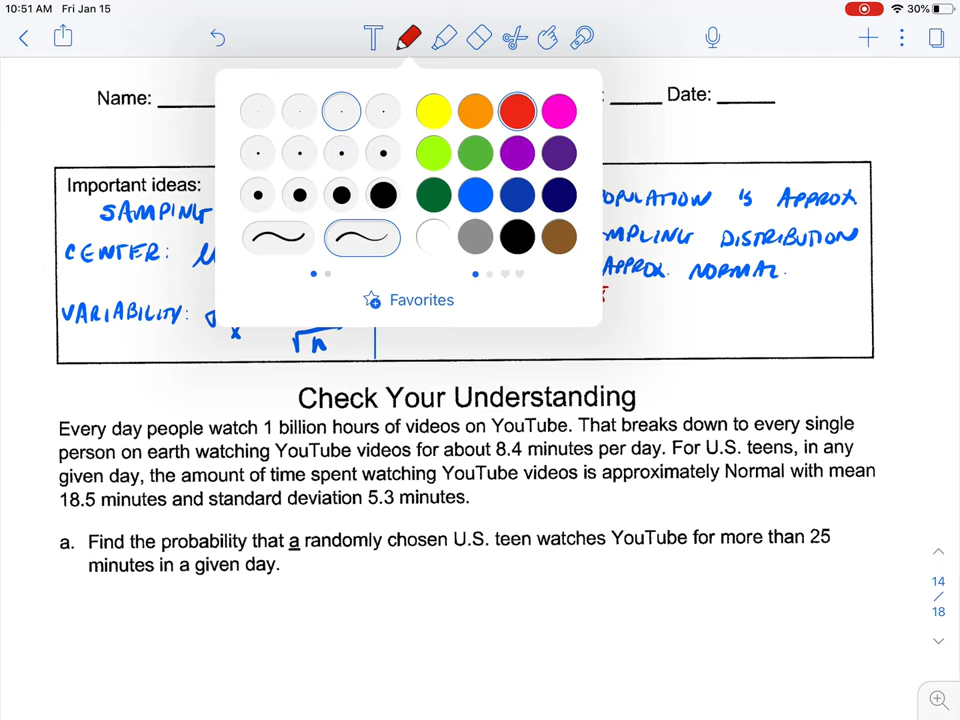 10:51 AM Fri Jan 15
30%
T
Name: _____ : _____ Date: _____
Important ideas:
SAMPING
CENTER:
VARIABILITY:
x
√n
OPULATION IS APPROX
MPLING DISTRIBUTION
APPROX. NORMAL.
Favorites
Check Your Understanding
Every day people watch 1 billion hours of videos on YouTube. That breaks down to every single
person on earth watching YouTube videos for about 8.4 minutes per day. For U.S. teens, in any
given day, the amount of time spent watching YouTube videos is approximately Normal with mean
18.5 minutes and standard deviation 5.3 minutes.
a. Find the probability that a randomly chosen U.S. teen watches YouTube for more than 25
minutes in a given day.
14
/
18